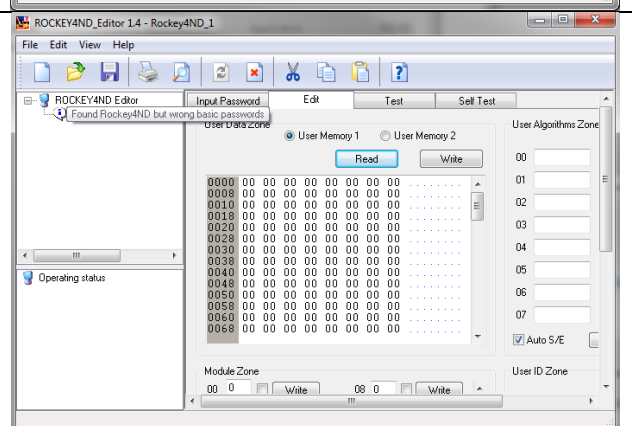 ROCKEY4ND_Editor 1.4 - Rockey4ND_1
File Edit View Help
ROCKEY4ND Editor
Found Rockey4ND but wrong basic passwords
Input Password Edit Test Self Test
User Data Zone
User Memory 1 User Memory 2
Read Write
0000 00 00 00 00 00 00 00 00 ........
0008 00 00 00 00 00 00 00 00 ........
0010 00 00 00 00 00 00 00 00 ........
0018 00 00 00 00 00 00 00 00 ........
0020 00 00 00 00 00 00 00 00 ........
0028 00 00 00 00 00 00 00 00 ........
0030 00 00 00 00 00 00 00 00 ........
0038 00 00 00 00 00 00 00 00 ........
0040 00 00 00 00 00 00 00 00 ........
0048 00 00 00 00 00 00 00 00 ........
0050 00 00 00 00 00 00 00 00 ........
0058 00 00 00 00 00 00 00 00 ........
0060 00 00 00 00 00 00 00 00 ........
0068 00 00 00 00 00 00 00 00 ........
User Algorithms Zone
00
01
02
03
04
05
06
07
Auto S/E
Operating status
Module Zone
00 0 Write 08 0 Write
User ID Zone